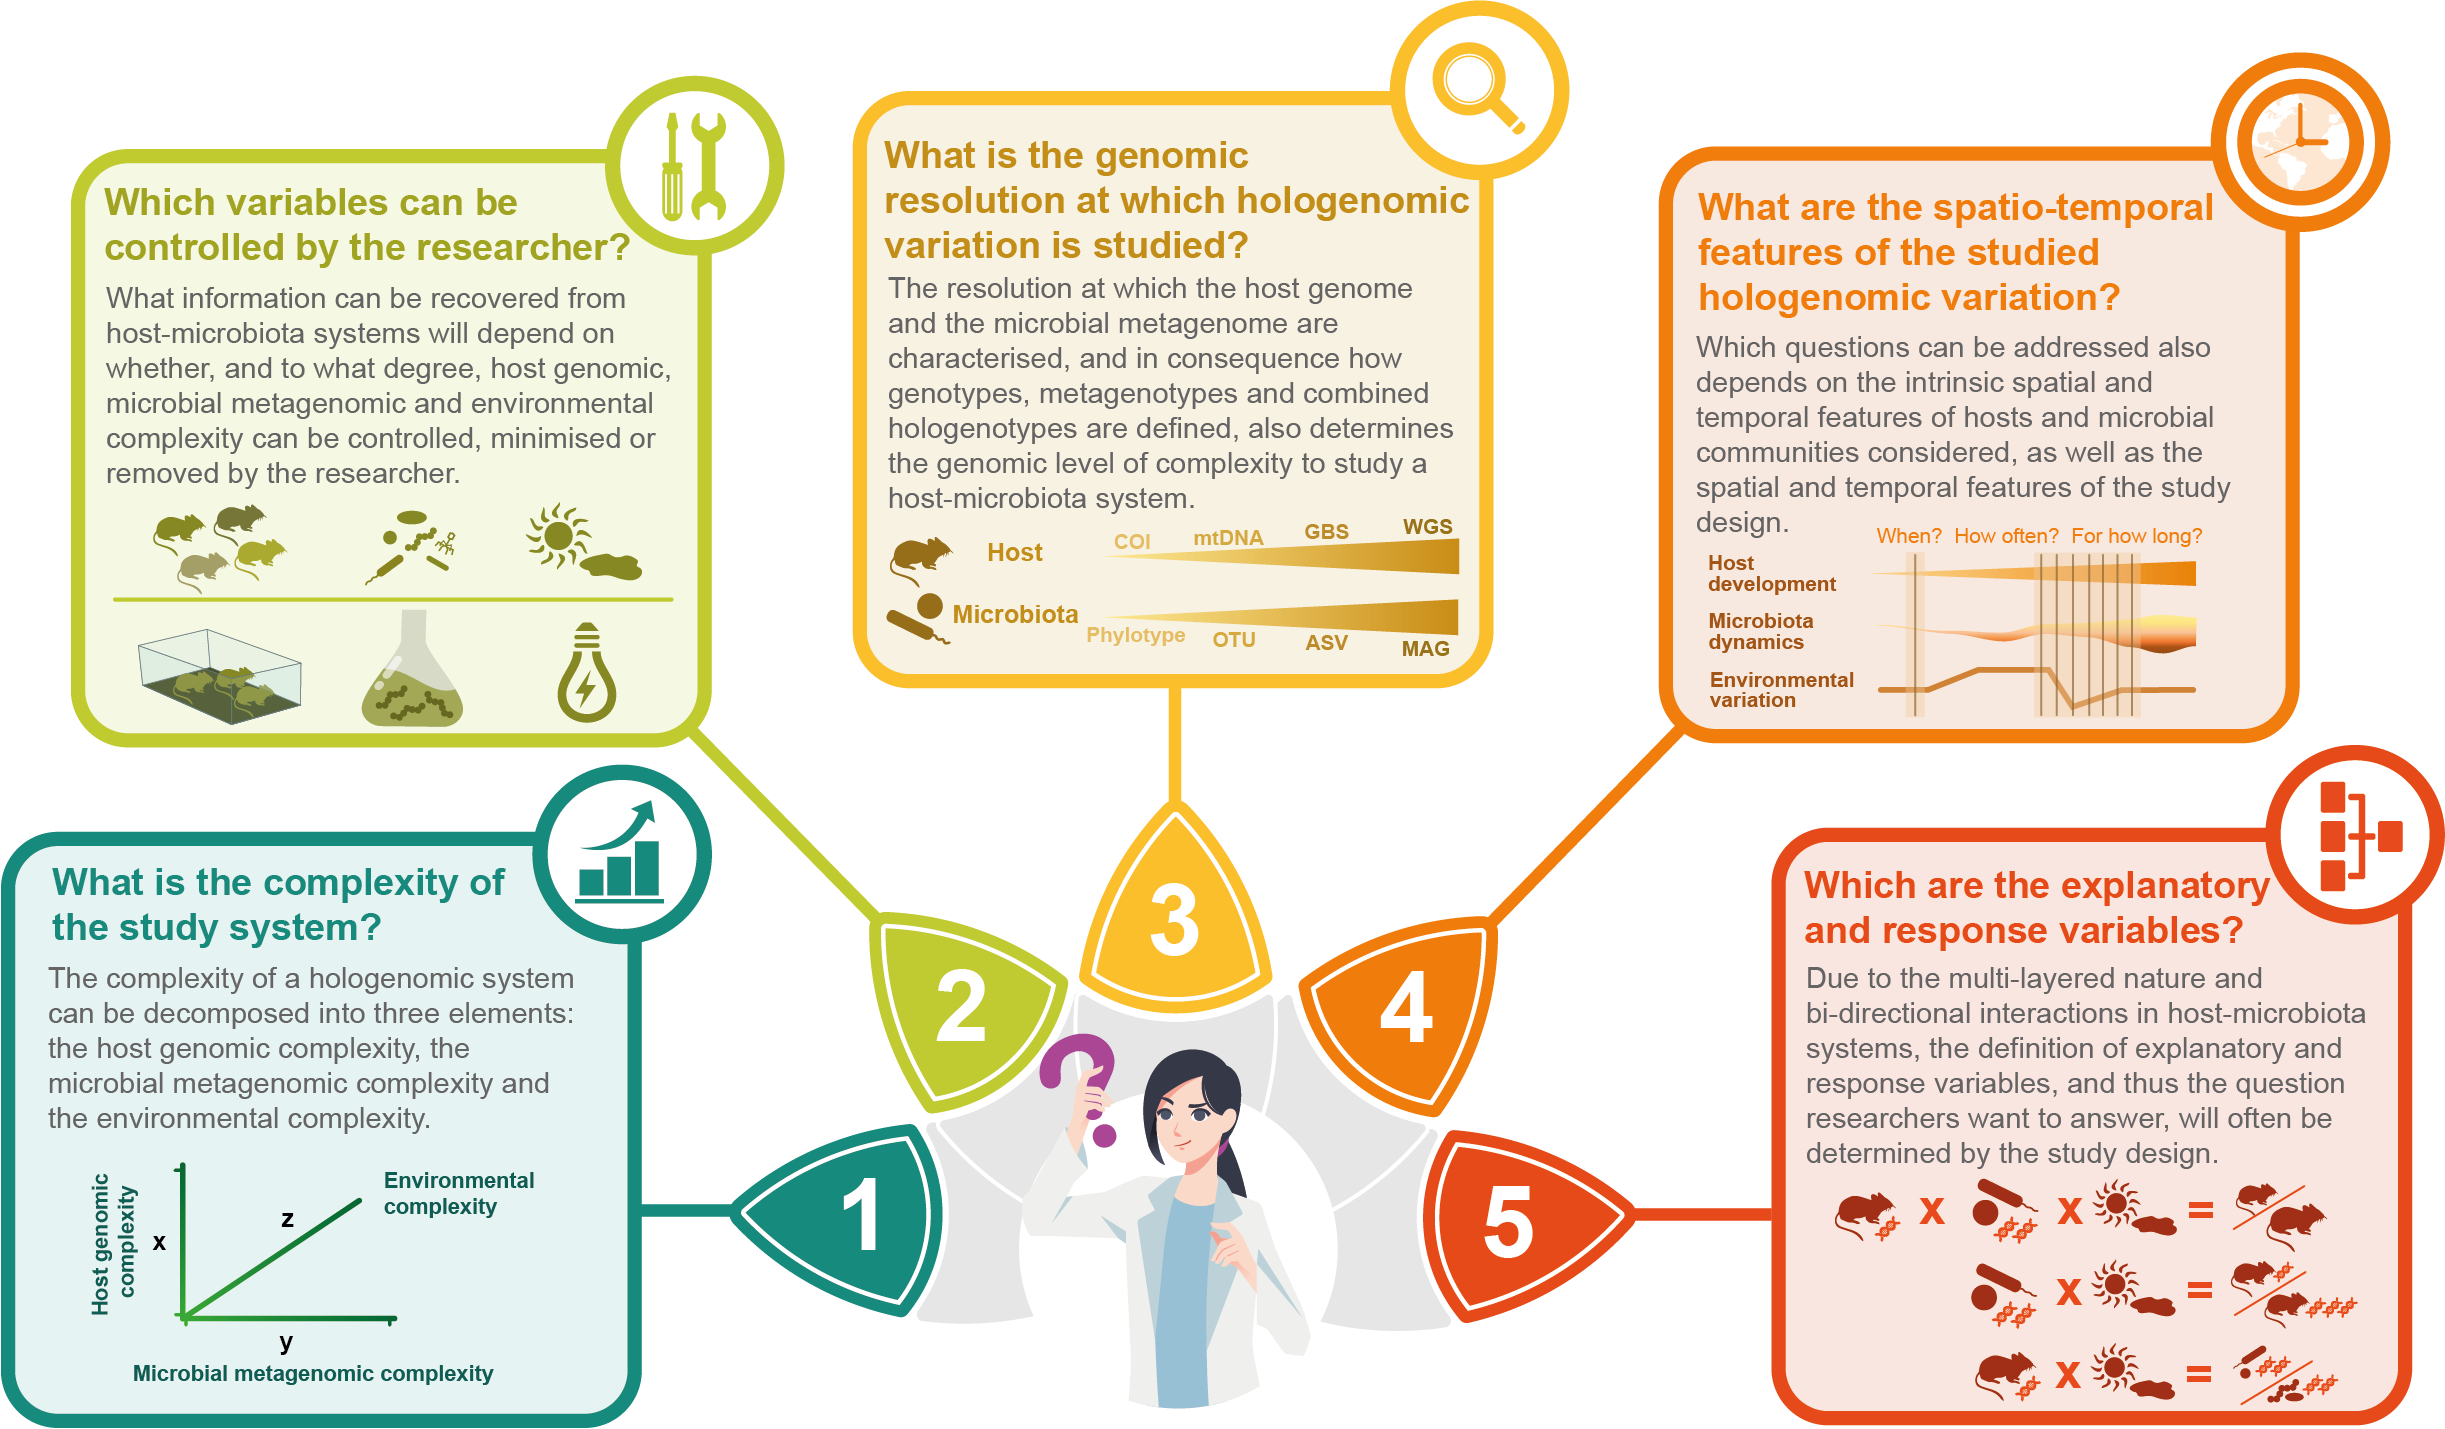 What is the complexity of
the study system?
The complexity of a hologenomic system
can be decomposed into three elements:
the host genomic complexity, the
microbial metagenomic complexity and
the environmental complexity.
Host genomic
complexity
x
z
Environmental
complexity
y
Microbial metagenomic complexity
1
Which variables can be
controlled by the researcher?
What information can be recovered from
host-microbiota systems will depend on
whether, and to what degree, host genomic,
microbial metagenomic and environmental
complexity can be controlled, minimised or
removed by the researcher.
2
What is the genomic
resolution at which hologenomic
variation is studied?
The resolution at which the host genome
and the microbial metagenome are
characterised, and in consequence how
genotypes, metagenotypes and combined
hologenotypes are defined, also determines
the genomic level of complexity to study a
host-microbiota system.
Host
COI mtDNA GBS WGS
Microbiota
Phylotype OTU ASV MAG
3
What are the spatio-temporal
features of the studied
hologenomic variation?
Which questions can be addressed also
depends on the intrinsic spatial and
temporal features of hosts and microbial
communities considered, as well as the
spatial and temporal features of the study
design.
When? How often? For how long?
Host
development
Microbiota
dynamics
Environmental
variation
4
Which are the explanatory
and response variables?
Due to the multi-layered nature and
bi-directional interactions in host-microbiota
systems, the definition of explanatory and
response variables, and thus the question
researchers want to answer, will often be
determined by the study design.
x x =
x =
x =
5
?